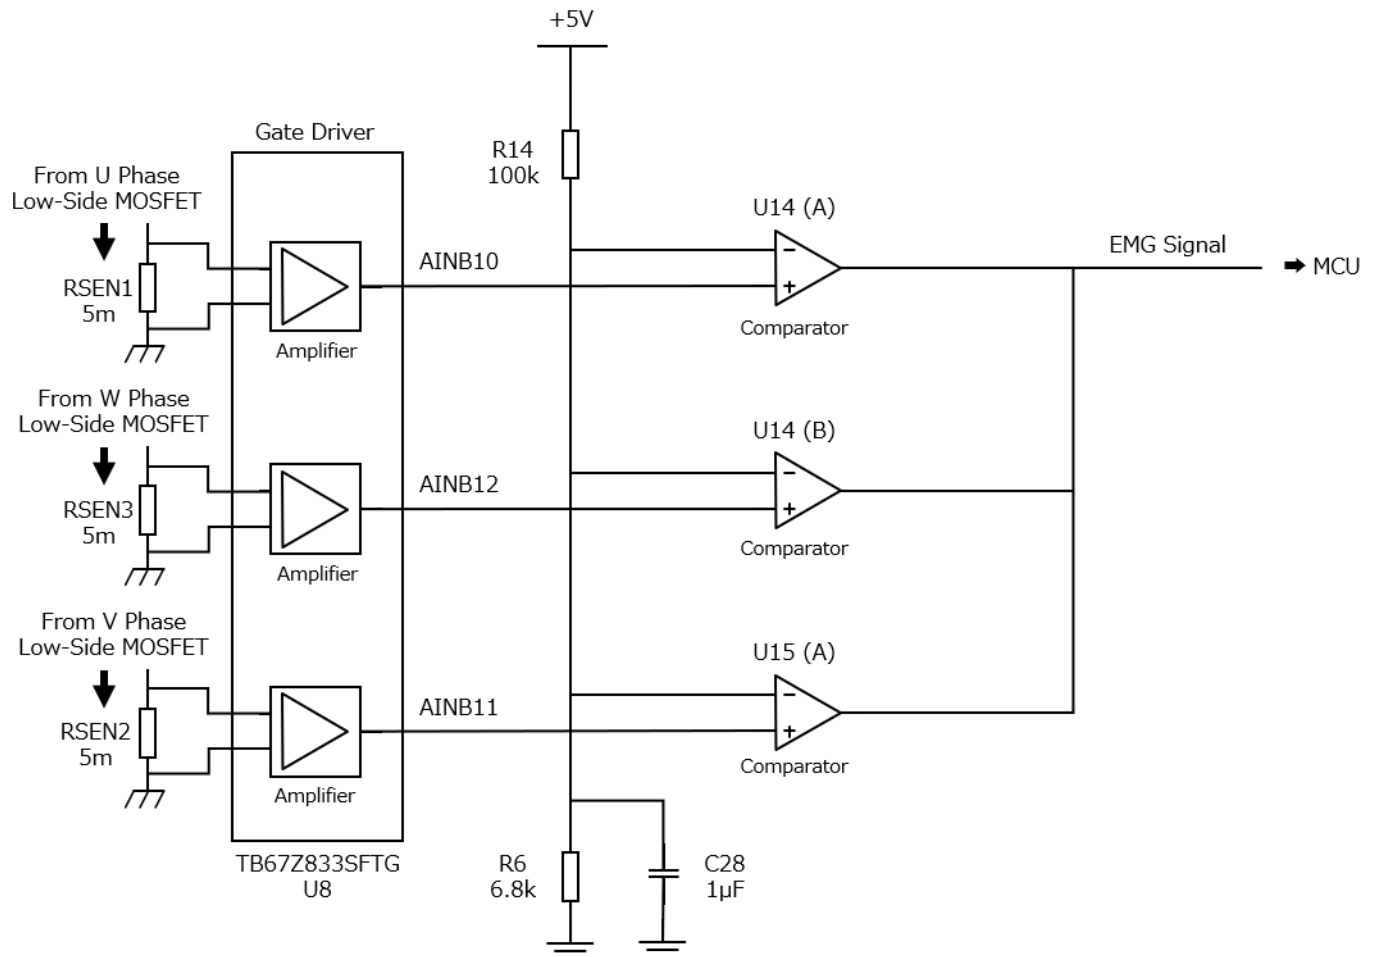 +5V
Gate Driver
R14
100k
From U Phase
Low-Side MOSFET
U14 (A)
−
+
Comparator
EMG Signal
MCU
AINB10
RSEN1
5m
Amplifier
From W Phase
Low-Side MOSFET
U14 (B)
−
+
Comparator
AINB12
RSEN3
5m
Amplifier
From V Phase
Low-Side MOSFET
U15 (A)
−
+
Comparator
AINB11
RSEN2
5m
Amplifier
TB67Z833SFTG
U8
R6
6.8k
C28
1μF